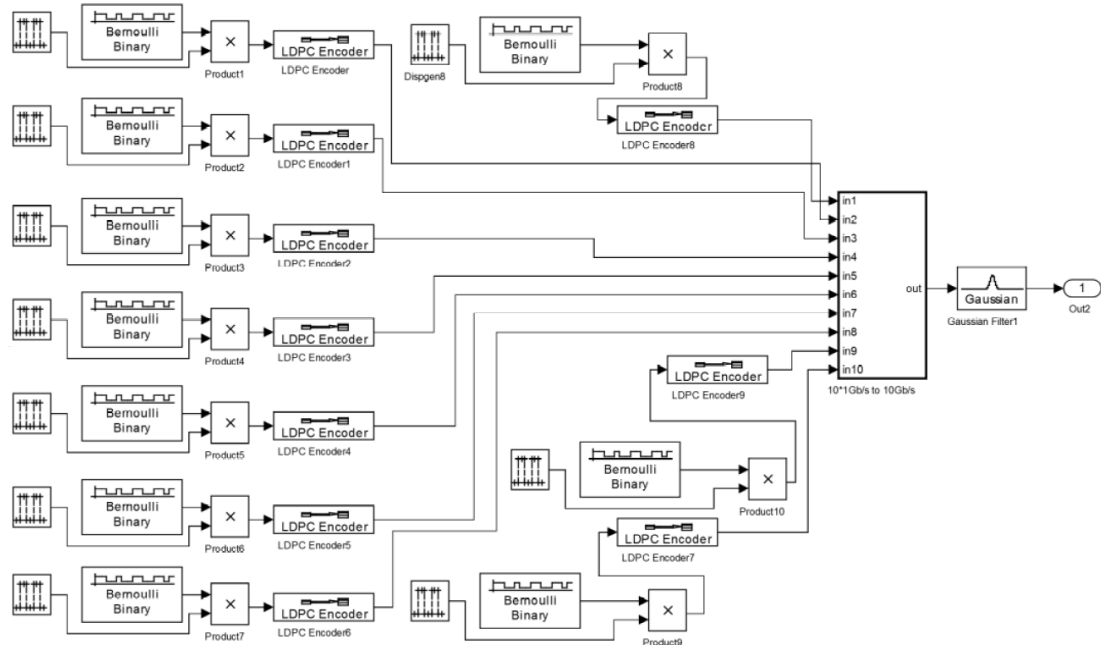 Bernoulli
Binary
×
Product1
LDPC Encoder
LDPC Encoder
Dispgen8
Bernoulli
Binary
×
Product8
LDPC Encoder
LDPC Encoder8
Bernoulli
Binary
×
Product2
LDPC Encoder
LDPC Encoder1
Bernoulli
Binary
×
Product3
LDPC Encoder
LDPC Encoder2
Bernoulli
Binary
×
Product4
LDPC Encoder
LDPC Encoder3
Bernoulli
Binary
×
Product5
LDPC Encoder
LDPC Encoder4
Bernoulli
Binary
×
Product6
LDPC Encoder
LDPC Encoder5
Bernoulli
Binary
×
Product7
LDPC Encoder
LDPC Encoder6
in1
in2
in3
in4
in5
in6
in7
in8
in9
in10
out
10*1Gb/s to 10Gb/s
Gaussian
Gaussian Filter1
1
Out2
LDPC Encoder
LDPC Encoder9
Bernoulli
Binary
×
Product10
LDPC Encoder
LDPC Encoder7
Bernoulli
Binary
×
Product9